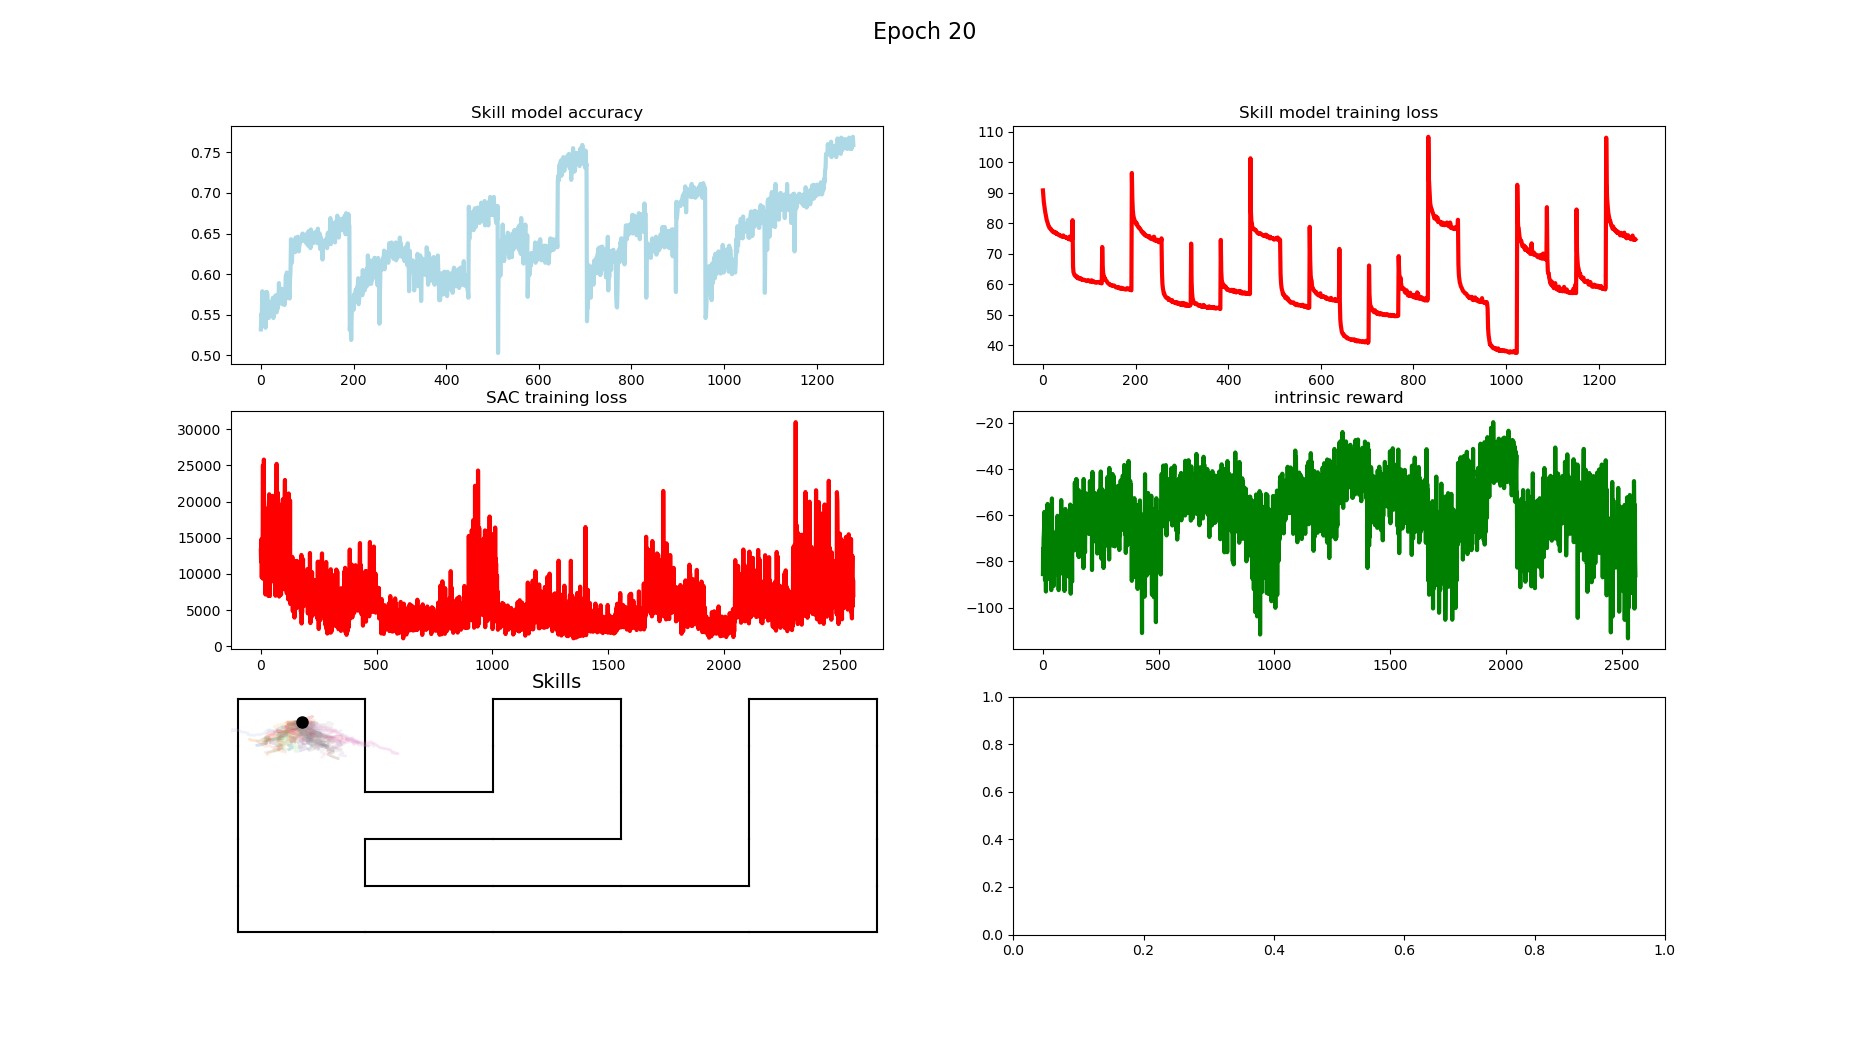 Epoch 20
Skill model accuracy
0.75
0.70
0.65
0.60
0.55
0.50
0 200 400 600 800 1000 1200
Skill model training loss
110
100
90
80
70
60
50
40
0 200 400 600 800 1000 1200
SAC training loss
30000
25000
20000
15000
10000
5000
0
0 500 1000 1500 2000 2500
intrinsic reward
−20
−40
−60
−80
−100
0 500 1000 1500 2000 2500
Skills
1.0
0.8
0.6
0.4
0.2
0.0
0.0 0.2 0.4 0.6 0.8 1.0